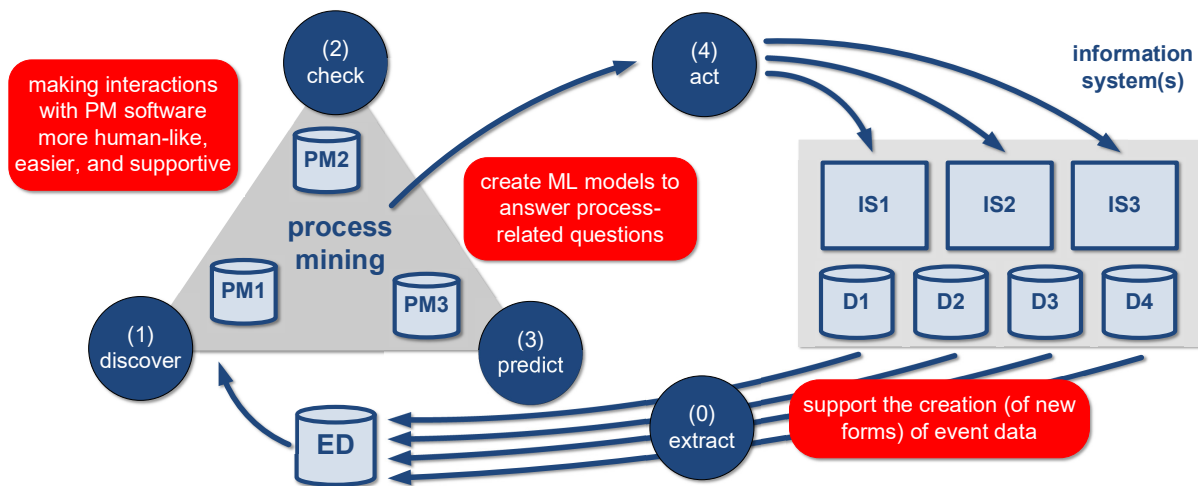 (2)
check
(4)
act
information
system(s)
making interactions
with PM software
more human-like,
easier, and supportive
PM2
create ML models to
answer process-
related questions
process
mining
IS1
IS2
IS3
PM1
PM3
D1
D2
D3
D4
(1)
discover
(3)
predict
(0)
extract
support the creation (of new
forms) of event data
ED